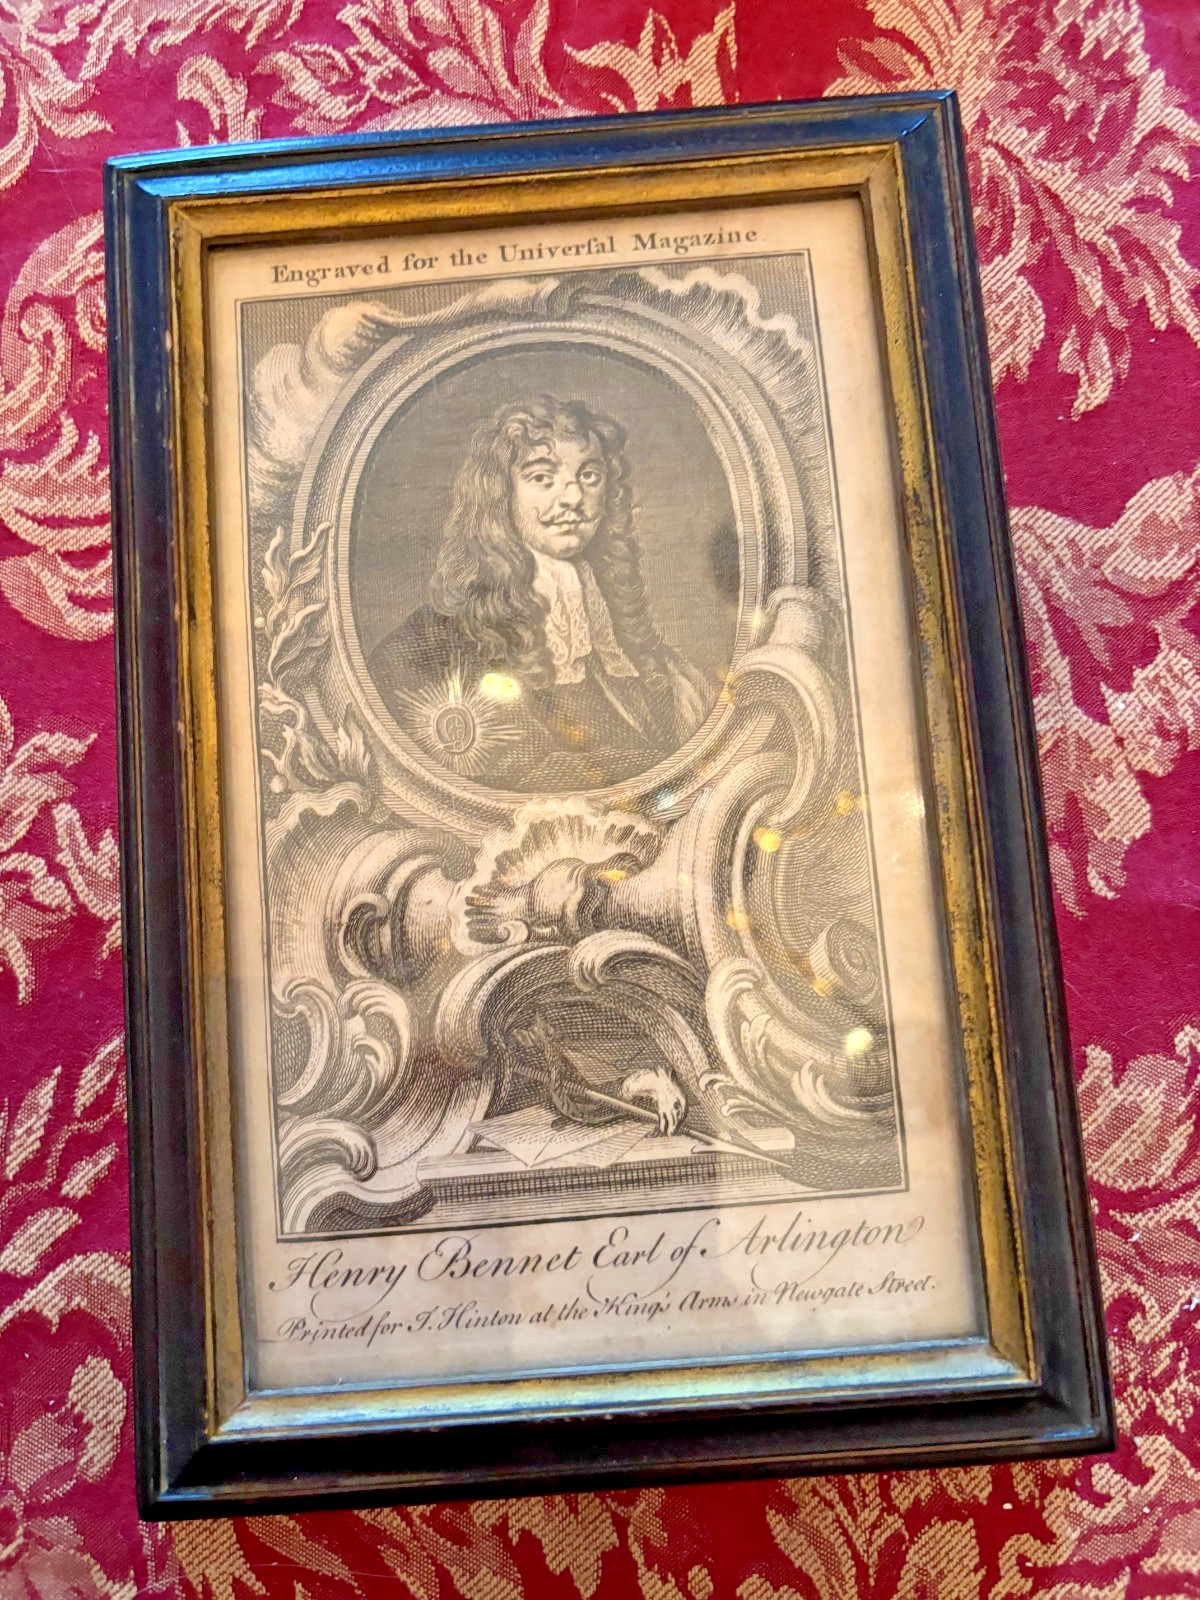 Engraved for the Univerſal Magazine
Henry Bennet Earl of Arlington
Printed for J. Hinton at the King's Arms in Newgate Street.